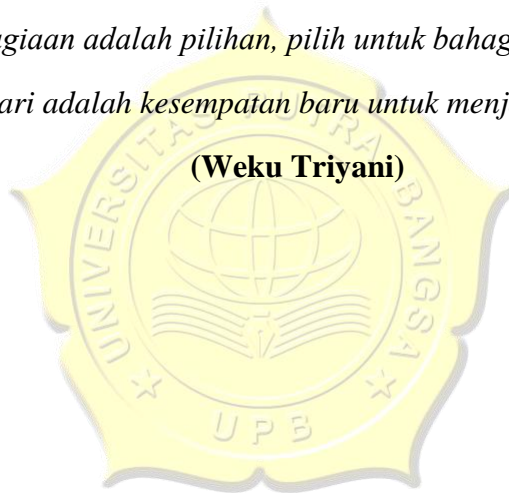 giaan adalah pilihan, pilih untuk bahag
ari adalah kesempatan baru untuk menj
(Weku Triyani)
UNIVERSITAS PUTRA BANGSA
UPB